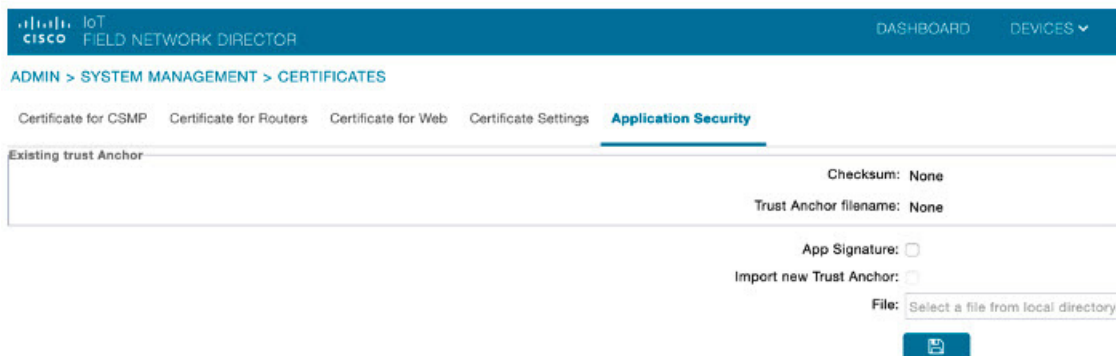 CISCO IoT
FIELD NETWORK DIRECTOR
DASHBOARD DEVICES
ADMIN > SYSTEM MANAGEMENT > CERTIFICATES
Certificate for CSMP Certificate for Routers Certificate for Web Certificate Settings Application Security
Existing trust Anchor
Checksum: None
Trust Anchor filename: None
App Signature:
Import new Trust Anchor:
File: Select a file from local directory